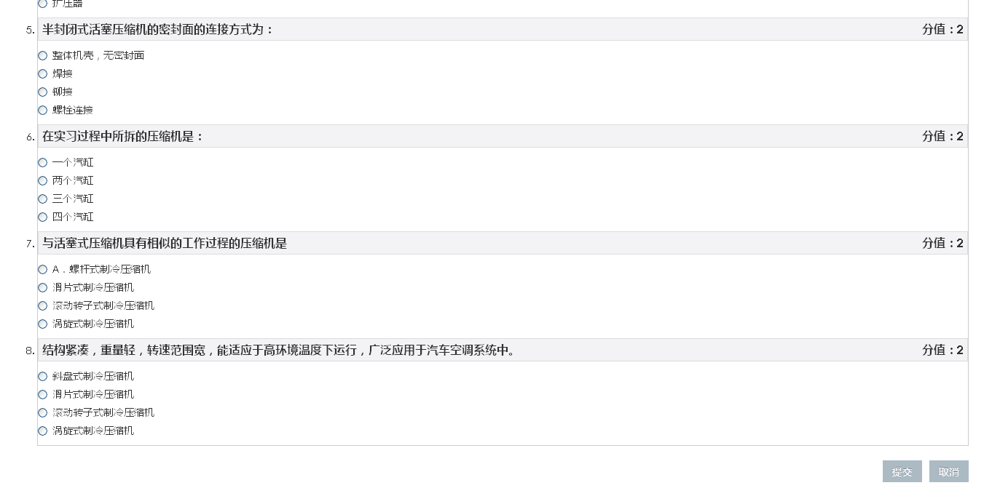 扩压器
5. 半封闭式活塞压缩机的密封面的连接方式为： 分值：2
整体机壳，无密封面
焊接
铆接
螺栓连接
6. 在实习过程中所拆的压缩机是： 分值：2
一个汽缸
两个汽缸
三个汽缸
四个汽缸
7. 与活塞式压缩机具有相似的工作过程的压缩机是 分值：2
A．螺杆式制冷压缩机
滑片式制冷压缩机
滚动转子式制冷压缩机
涡旋式制冷压缩机
8. 结构紧凑，重量轻，转速范围宽，能适应于高环境温度下运行，广泛应用于汽车空调系统中。 分值：2
斜盘式制冷压缩机
滑片式制冷压缩机
滚动转子式制冷压缩机
涡旋式制冷压缩机
提交 取消